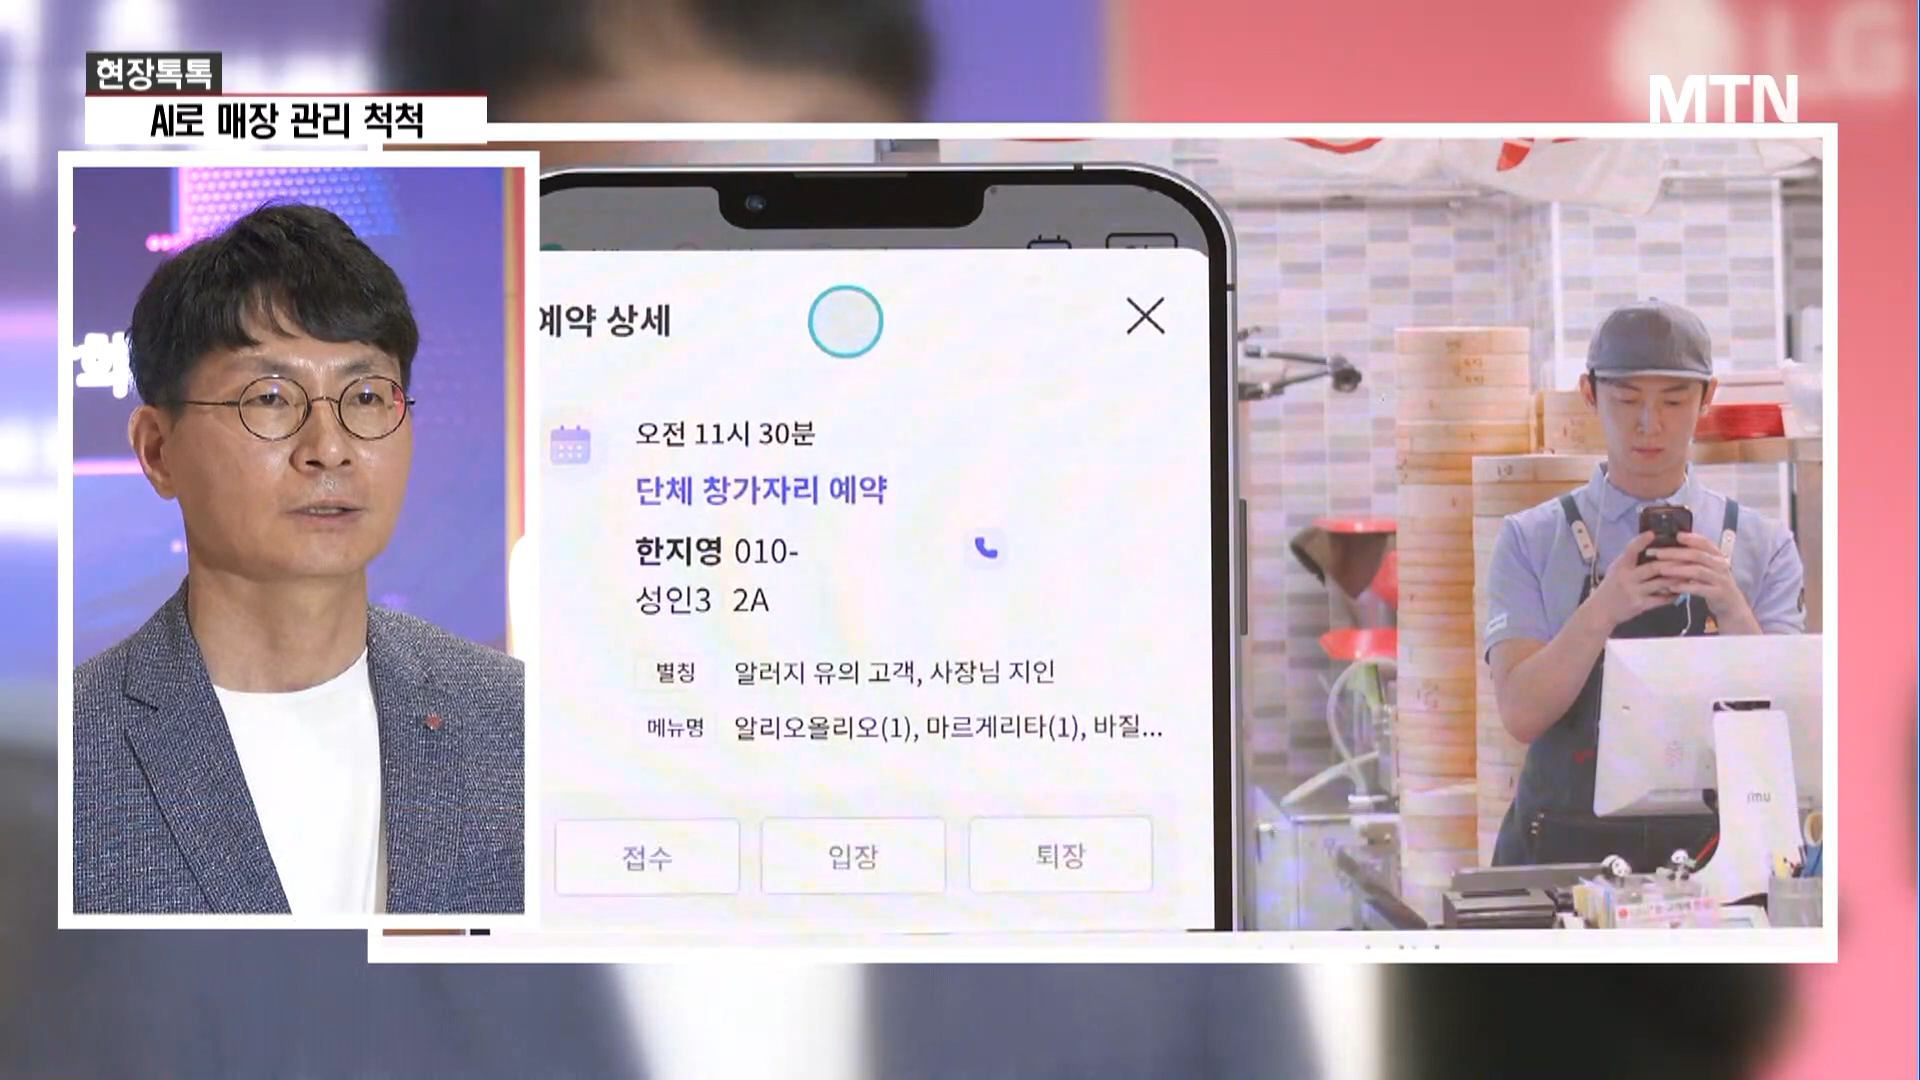 현장톡톡
AI로 매장 관리 척척
MTN
LG
화
예약 상세
오전 11시 30분
단체 창가자리 예약
한지영 010-
성인3 2A
별칭 알러지 유의 고객, 사장님 지인
메뉴명 알리오올리오(1), 마르게리타(1), 바질...
접수 입장 퇴장
imu